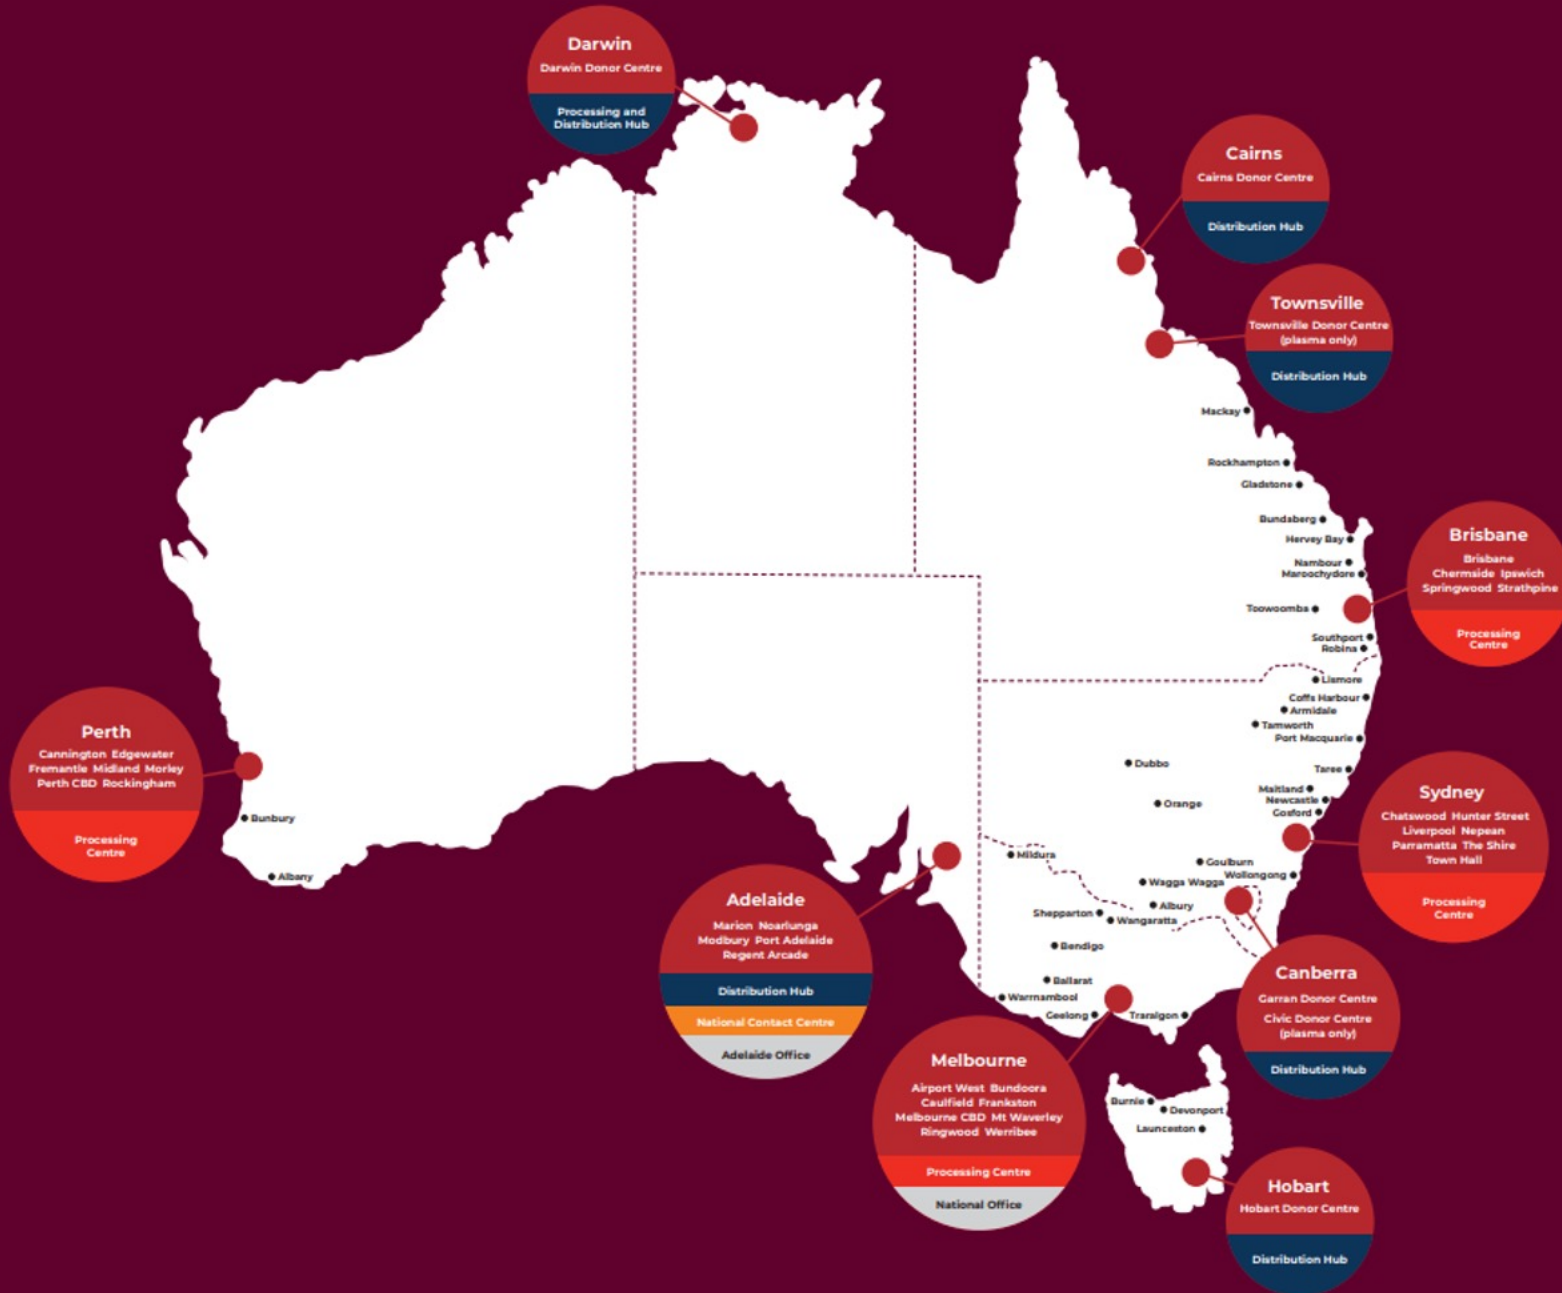 Darwin
Darwin Donor Centre
Processing and
Distribution Hub
Cairns
Cairns Donor Centre
Distribution Hub
Townsville
Townsville Donor Centre
(plasma only)
Distribution Hub
Mackay
Rockhampton
Gladstone
Bundaberg
Hervey Bay
Nambour
Maroochydore
Toowoomba
Southport
Robina
Brisbane
Brisbane
Chermside Ipswich
Springwood Strathpine
Processing
Centre
Lismore
Coffs Harbour
Armidale
Tamworth
Port Macquarie
Dubbo
Taree
Maitland
Newcastle
Orange
Gosford
Sydney
Chatswood Hunter Street
Liverpool Nepean
Parramatta The Shire
Town Hall
Processing
Centre
Perth
Cannington Edgewater
Fremantle Midland Morley
Perth CBD Rockingham
Processing
Centre
Bunbury
Albany
Mildura
Goulburn
Wollongong
Wagga Wagga
Albury
Shepparton
Wangaratta
Bendigo
Ballarat
Warrnambool
Geelong
Traralgon
Adelaide
Marion Noarlunga
Modbury Port Adelaide
Regent Arcade
Distribution Hub
National Contact Centre
Adelaide Office
Canberra
Garran Donor Centre
Civic Donor Centre
(plasma only)
Distribution Hub
Melbourne
Airport West Bundoora
Caulfield Frankston
Melbourne CBD Mt Waverley
Ringwood Werribee
Processing Centre
National Office
Burnie
Devonport
Launceston
Hobart
Hobart Donor Centre
Distribution Hub